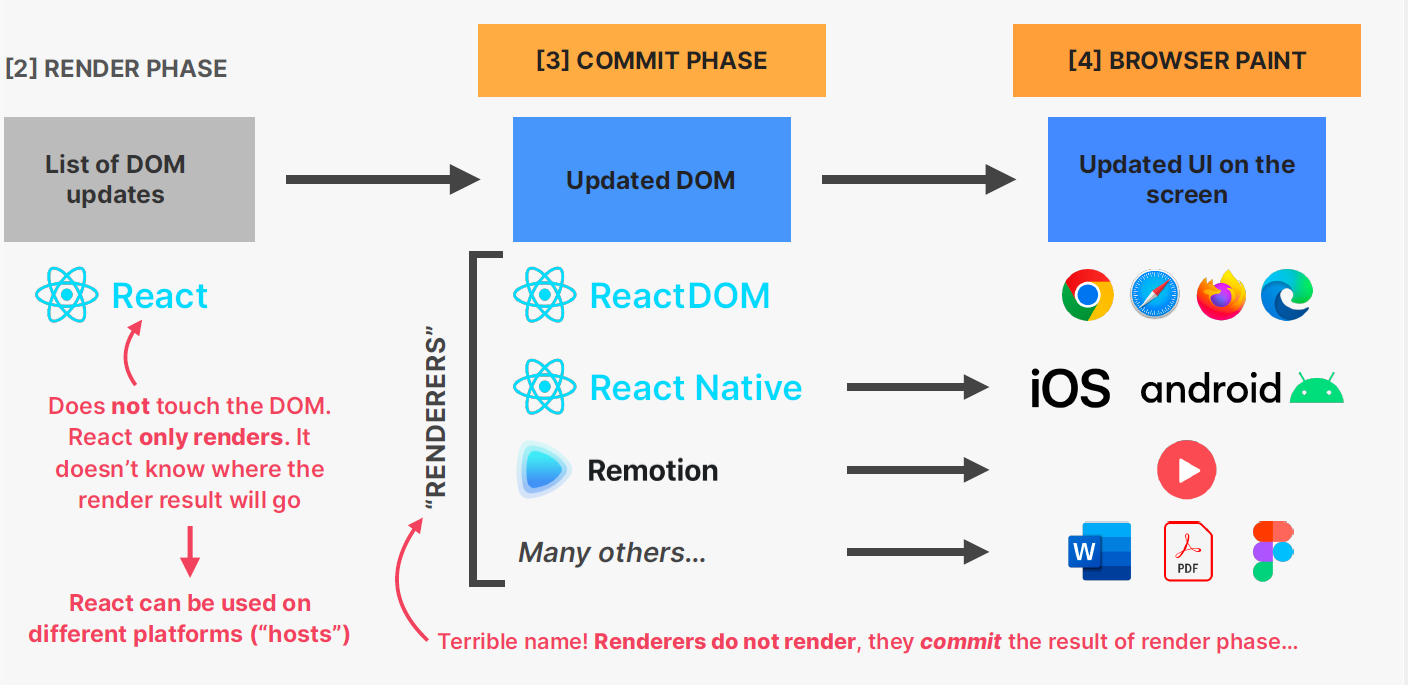 [2] RENDER PHASE
[3] COMMIT PHASE
[4] BROWSER PAINT
List of DOM
updates
Updated DOM
Updated UI on the
screen
React
Does not touch the DOM.
React only renders. It
doesn’t know where the
render result will go
React can be used on
different platforms (“hosts”)
“RENDERERS”
ReactDOM
React Native
iOS
android
Remotion
Many others…
W
PDF
Terrible name! Renderers do not render, they commit the result of render phase…